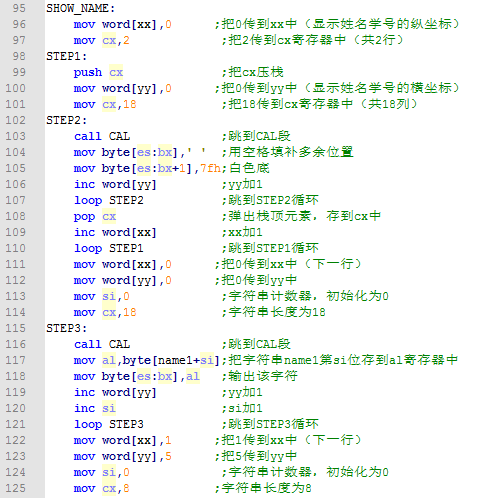 95 SHOW_NAME:
96 mov word[xx],0 ;把0传到xx中（显示姓名学号的纵坐标）
97 mov cx,2 ;把2传到cx寄存器中（共2行）
98 STEP1:
99 push cx ;把cx压栈
100 mov word[yy],0 ;把0传到yy中（显示姓名学号的横坐标）
101 mov cx,18 ;把18传到cx寄存器中（共18列）
102 STEP2:
103 call CAL ;跳到CAL段
104 mov byte[es:bx],' ' ;用空格填补多余位置
105 mov byte[es:bx+1],7fh;白色底
106 inc word[yy] ;yy加1
107 loop STEP2 ;跳到STEP2循环
108 pop cx ;弹出栈顶元素，存到cx中
109 inc word[xx] ;xx加1
110 loop STEP1 ;跳到STEP1循环
111 mov word[xx],0 ;把0传到xx中（下一行）
112 mov word[yy],0 ;把0传到yy中
113 mov si,0 ;字符串计数器，初始化为0
114 mov cx,18 ;字符串长度为18
115 STEP3:
116 call CAL ;跳到CAL段
117 mov al,byte[name1+si];把字符串name1第si位存到al寄存器中
118 mov byte[es:bx],al ;输出该字符
119 inc word[yy] ;yy加1
120 inc si ;si加1
121 loop STEP3 ;跳到STEP3循环
122 mov word[xx],1 ;把1传到xx中（下一行）
123 mov word[yy],5 ;把5传到yy中
124 mov si,0 ;字符串计数器，初始化为0
125 mov cx,8 ;字符串长度为8